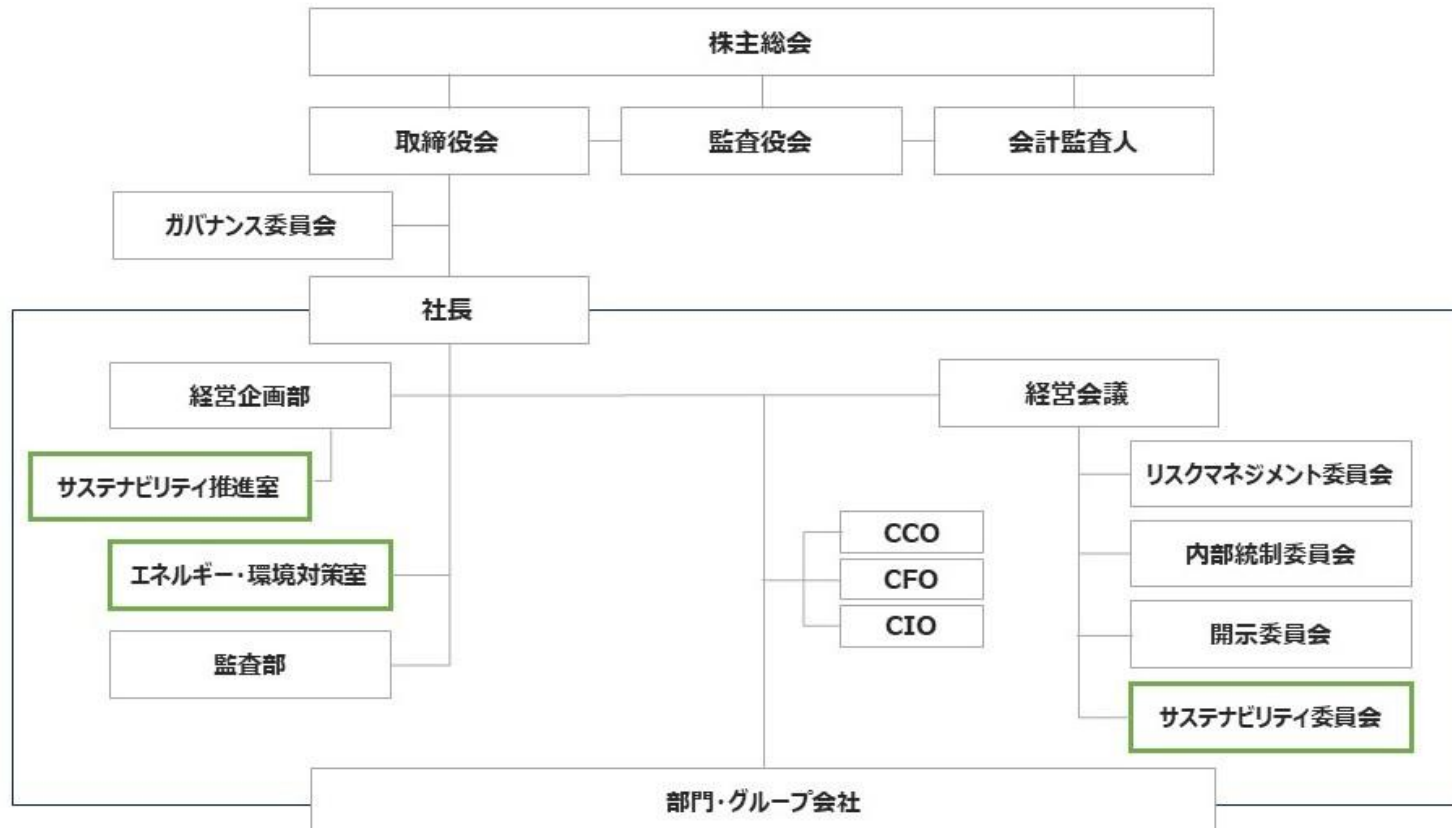 株主総会
取締役会
監査役会
会計監査人
ガバナンス委員会
社長
経営企画部
経営会議
サステナビリティ推進室
リスクマネジメント委員会
エネルギー・環境対策室
CCO
CFO
CIO
内部統制委員会
監査部
開示委員会
サステナビリティ委員会
部門・グループ会社